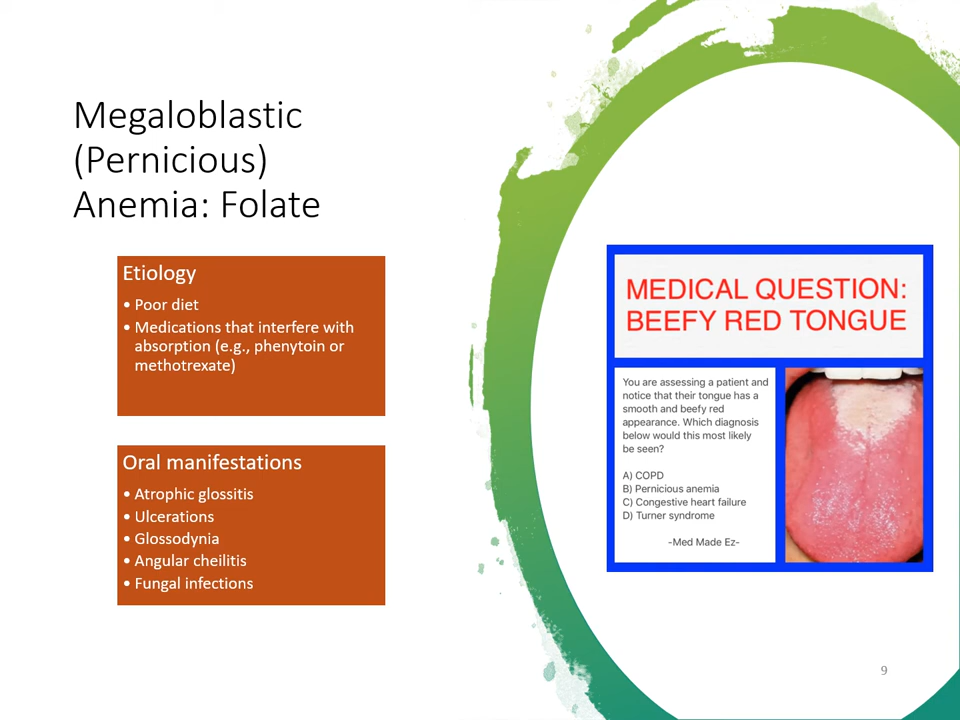 Megaloblastic
(Pernicious)
Anemia: Folate
Etiology
• Poor diet
• Medications that interfere with
absorption (e.g., phenytoin or
methotrexate)
Oral manifestations
• Atrophic glossitis
• Ulcerations
• Glossodynia
• Angular cheilitis
• Fungal infections
MEDICAL QUESTION:
BEEFY RED TONGUE
You are assessing a patient and
notice that their tongue has a
smooth and beefy red
appearance. Which diagnosis
below would this most likely
be seen?
A) COPD
B) Pernicious anemia
C) Congestive heart failure
D) Turner syndrome
-Med Made Ez-
9